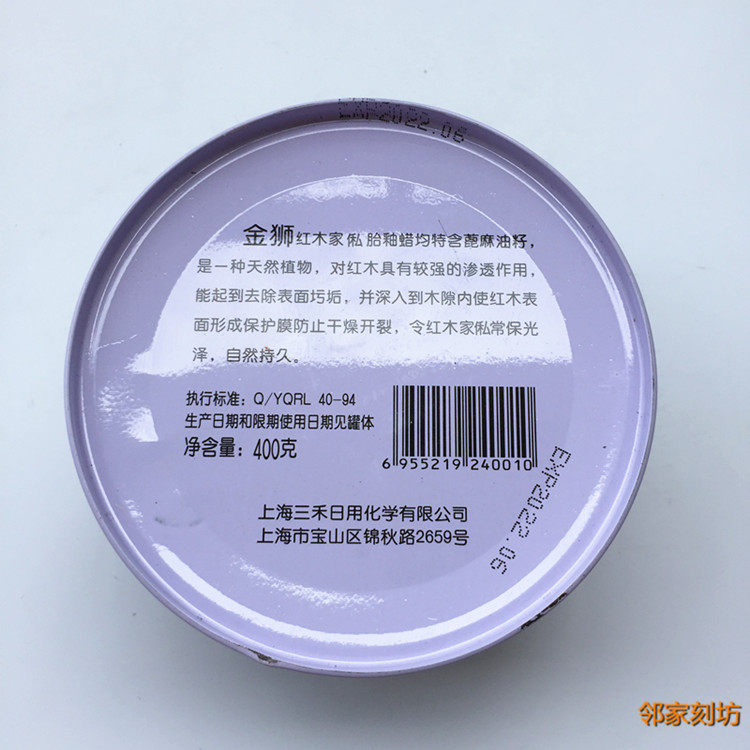 EXP2022.06
金狮红木家俬 胎釉蜡均特含蓖麻油籽，
是一种天然植物，对红木具有较强的渗透作用，
能起到去除表面圬垢，并深入到木隙内使红木表
面形成保护膜防止干燥开裂，令红木家俬常保光
泽，自然持久。
执行标准：Q/YQRL 40-94
生产日期和限期使用日期见罐体
净含量：400克
6 955219 240010
EXP2022.06
上海三禾日用化学有限公司
上海市宝山区锦秋路2659号
邻家刻坊